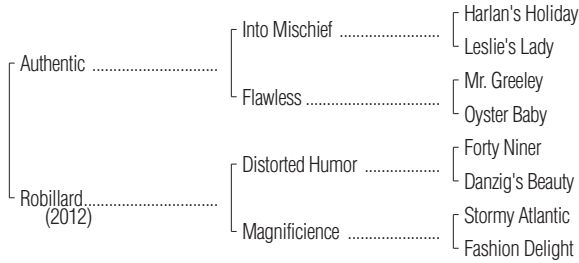 Harlan's Holiday
Into Mischief
Leslie's Lady
Authentic
Mr. Greeley
Flawless
Oyster Baby
Forty Niner
Distorted Humor
Danzig's Beauty
Robillard
(2012)
Stormy Atlantic
Magnificience
Fashion Delight